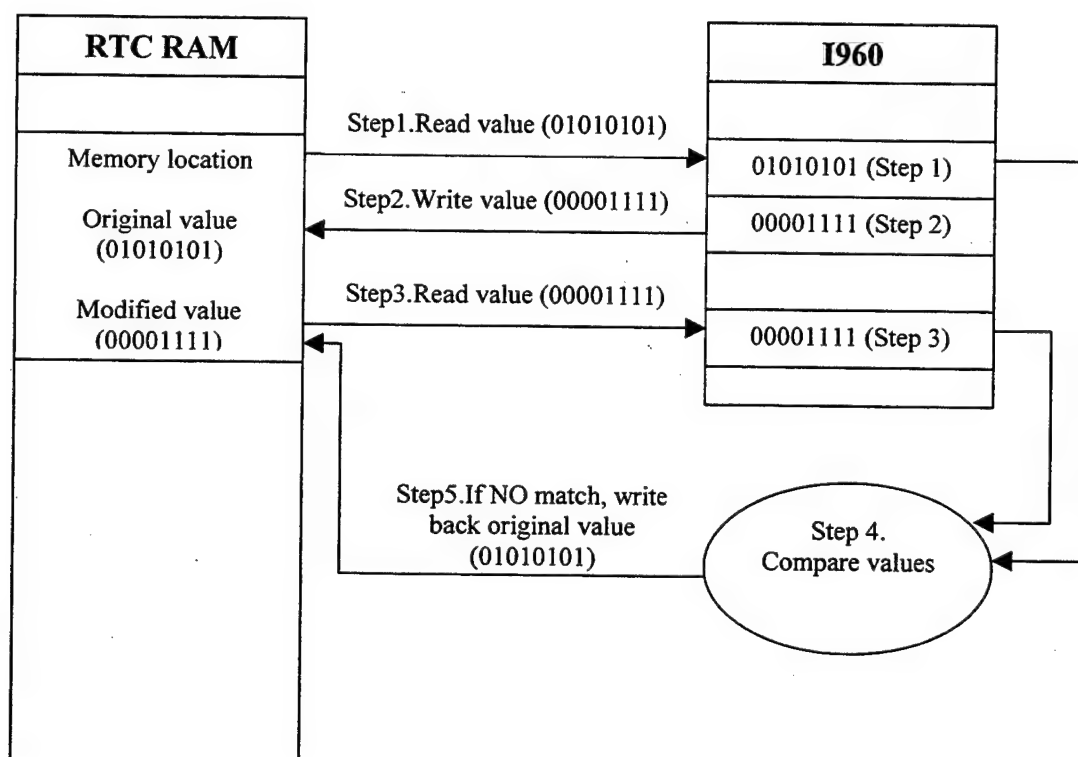 RTC RAM
Memory location
Original value
(01010101)
Modified value
(00001111)
Step1.Read value (01010101)
Step2.Write value (00001111)
Step3.Read value (00001111)
Step5.If NO match, write
back original value
(01010101)
I960
01010101 (Step 1)
00001111 (Step 2)
00001111 (Step 3)
Step 4.
Compare values